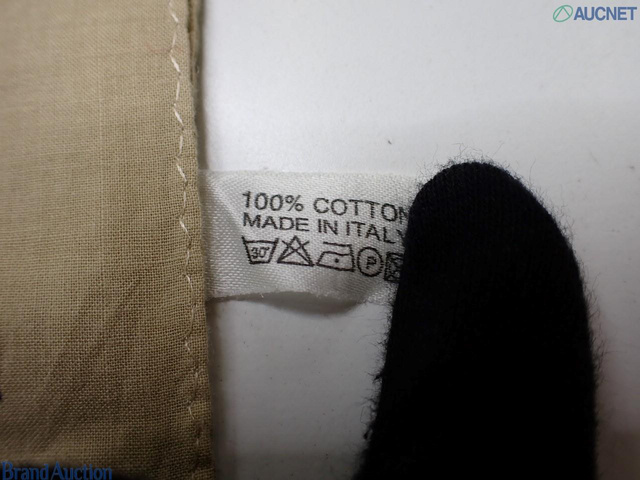 AUCNET
100% COTTON
MADE IN ITALY
30°
P
Brand Auction